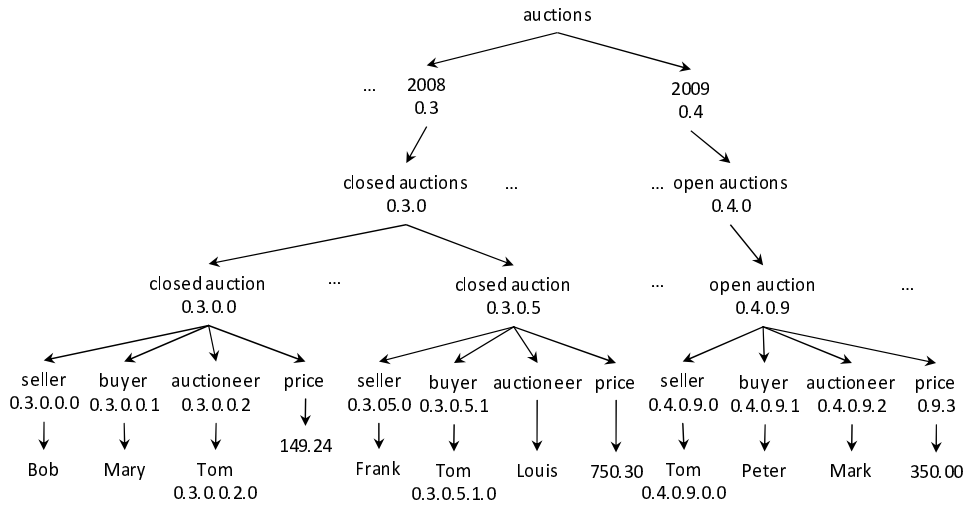 auctions
... 2008 2009
0.3 0.4
closed auctions ... ... open auctions
0.3.0 0.4.0
closed auction ... closed auction ... open auction ...
0.3.0.0 0.3.0.5 0.4.0.9
seller buyer auctioneer price seller buyer auctioneer price seller buyer auctioneer price
0.3.0.0.0 0.3.0.0.1 0.3.0.0.2 0.3.05.0 0.3.0.5.1 0.4.0.9.0 0.4.0.9.1 0.4.0.9.2 0.9.3
149.24
Bob Mary Tom Frank Tom Louis 750.30 Tom Peter Mark 350.00
0.3.0.0.2.0 0.3.0.5.1.0 0.4.0.9.0.0